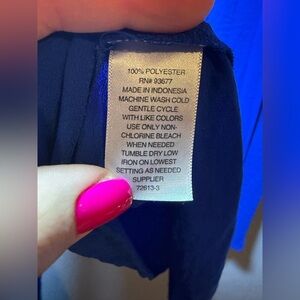 100% POLYESTER
RN# 93677
MADE IN INDONESIA
MACHINE WASH COLD
GENTLE CYCLE
WITH LIKE COLORS
USE ONLY NON-
CHLORINE BLEACH
WHEN NEEDED
TUMBLE DRY LOW
IRON ON LOWEST
SETTING AS NEEDED
SUPPLIER
72613-3